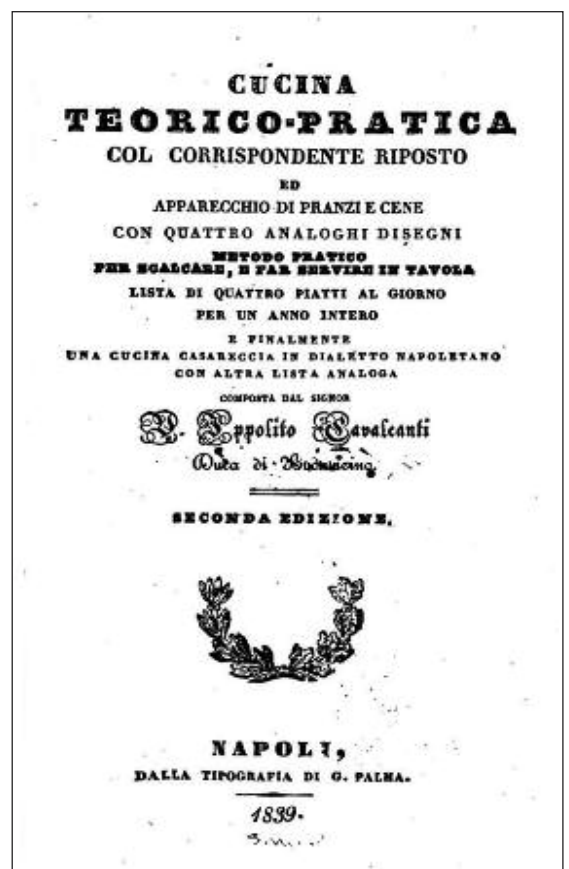 CUCINA
TEORICO-PRATICA
COL CORRISPONDENTE RIPOSTO
ED
APPARECCHIO DI PRANZI E CENE
CON QUATTRO ANALOGHI DISEGNI
METODO PRATICO
PER SCALCARE, E FAR SERVIRE IN TAVOLA
LISTA DI QUATTRO PIATTI AL GIORNO
PER UN ANNO INTERO
E FINALMENTE
UNA CUCINA CASARECCIA IN DIALETTO NAPOLETANO
CON ALTRA LISTA ANALOGA
COMPOSTA DAL SIGNOR
Ippolito Cavalcanti
Duca di Buonvicino
SECONDA EDIZIONE.
NAPOLI,
DALLA TIPOGRAFIA DI G. PALMA.
1839.